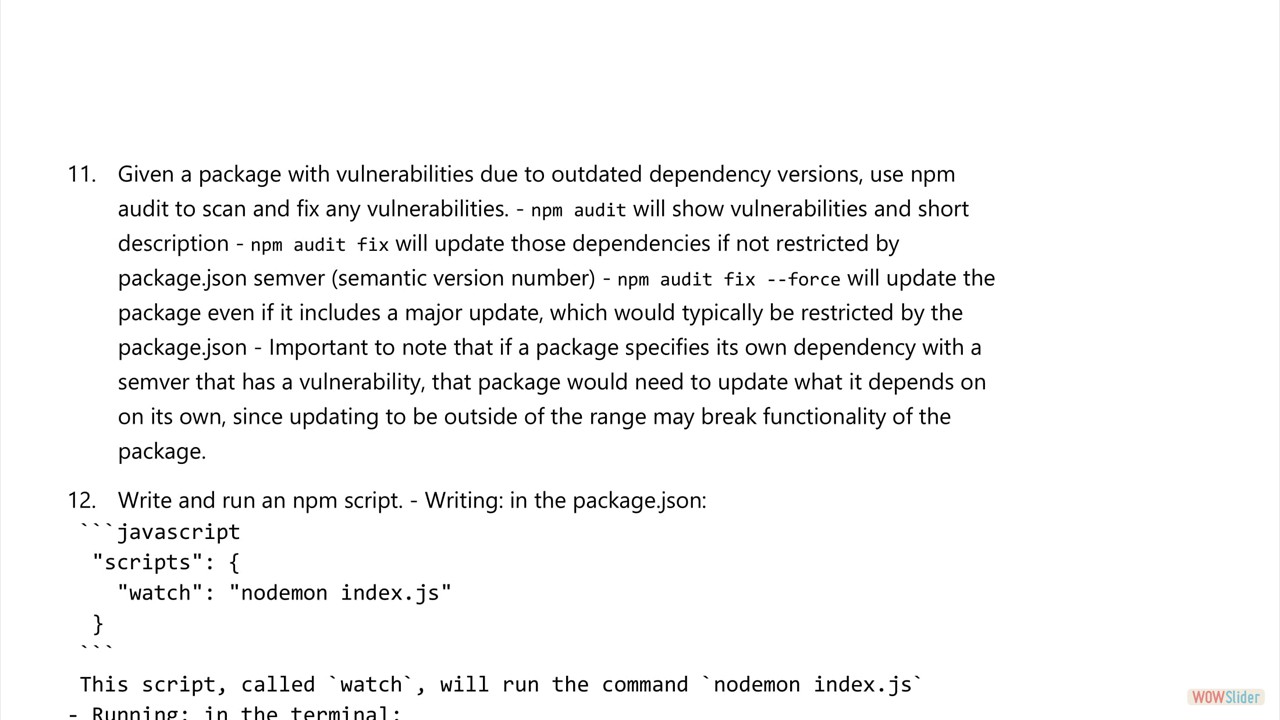 11. Given a package with vulnerabilities due to outdated dependency versions, use npm
audit to scan and fix any vulnerabilities. - npm audit will show vulnerabilities and short
description - npm audit fix will update those dependencies if not restricted by
package.json semver (semantic version number) - npm audit fix --force will update the
package even if it includes a major update, which would typically be restricted by the
package.json - Important to note that if a package specifies its own dependency with a
semver that has a vulnerability, that package would need to update what it depends on
on its own, since updating to be outside of the range may break functionality of the
package.
12. Write and run an npm script. - Writing: in the package.json:
```javascript
"scripts": {
"watch": "nodemon index.js"
}
```
This script, called `watch`, will run the command `nodemon index.js`
- Running: in the terminal:
WOWSlider